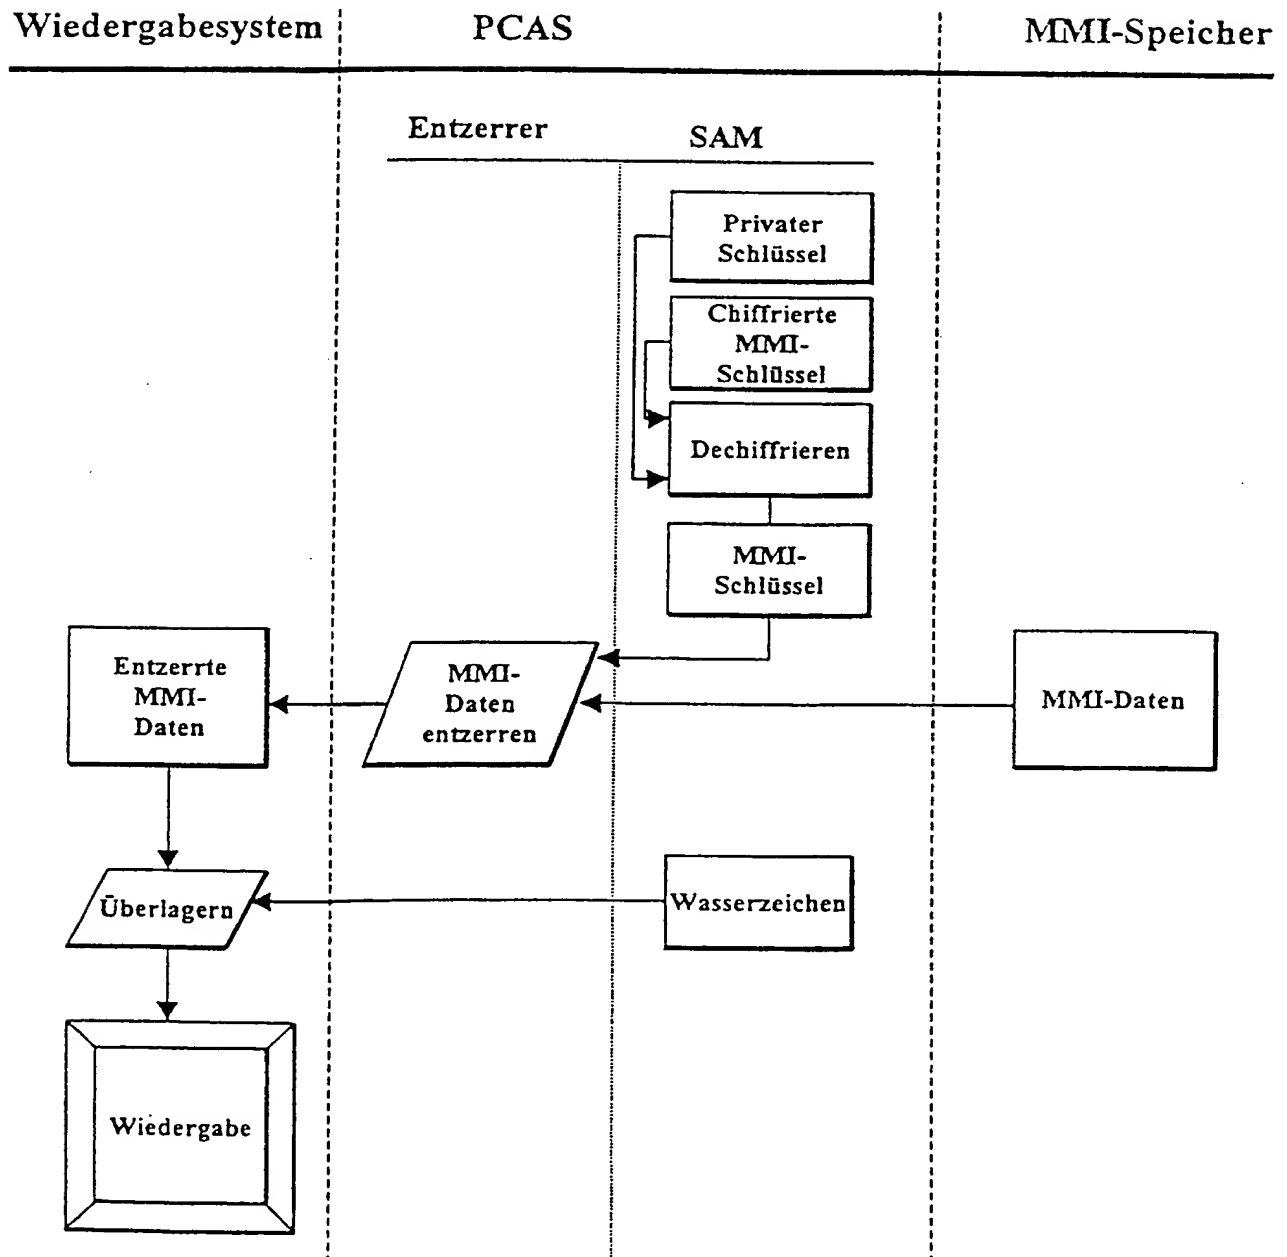 Wiedergabesystem
PCAS
MMI-Speicher
Entzerrer
SAM
Privater
Schlüssel
Chiffrierte
MMI-
Schlüssel
Dechiffrieren
MMI-
Schlüssel
Entzerrte
MMI-
Daten
MMI-
Daten
entzerren
MMI-Daten
Überlagern
Wasserzeichen
Wiedergabe